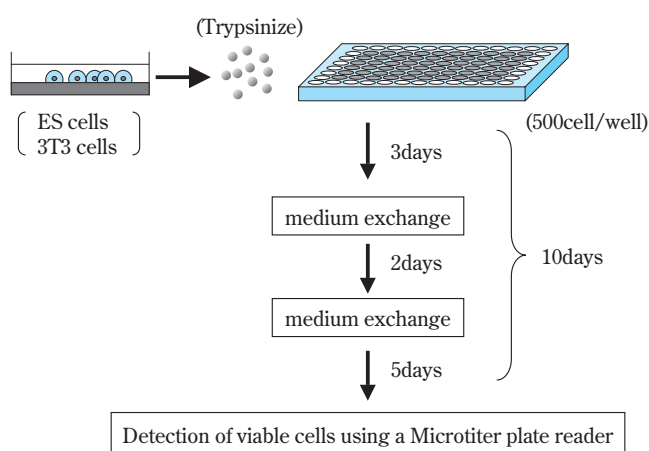 (Trypsinize)
ES cells
3T3 cells
(500cell/well)
3days
medium exchange
2days
10days
medium exchange
5days
Detection of viable cells using a Microtiter plate reader